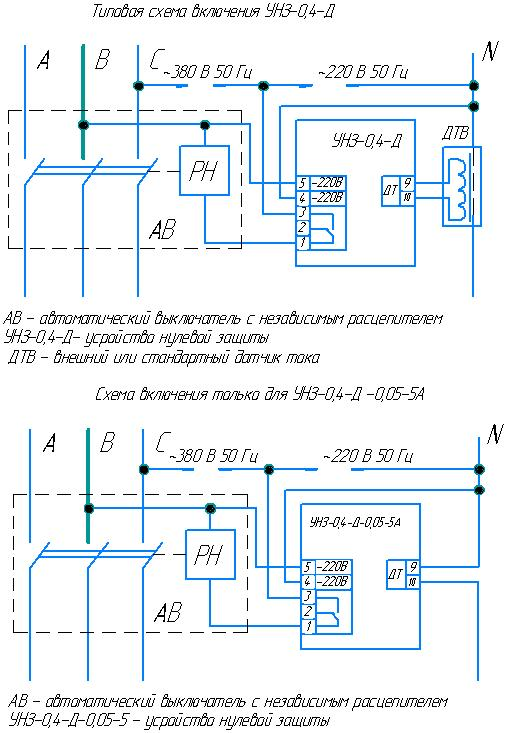 Типовая схема включения УНЗ-0,4-Д
A B C N
~380 В 50 Гц ~220 В 50 Гц
УНЗ-0,4-Д ДТВ
РН
5 ~220В ДТ 9
4 ~220В 10
3
2
1
АВ
АВ - автоматический выключатель с независимым расцепителем
УНЗ-0,4-Д- усройство нулевой защиты
ДТВ - внешний или стандартный датчик тока
Схема включения только для УНЗ-0,4-Д -0,05-5А
A B C N
~380 В 50 Гц ~220 В 50 Гц
УНЗ-0,4-Д-0,05-5А
РН
5 ~220В ДТ 9
4 ~220В 10
3
2
1
АВ
АВ - автоматический выключатель с независимым расцепителем
УНЗ-0,4-Д-0,05-5 - усройство нулевой защиты